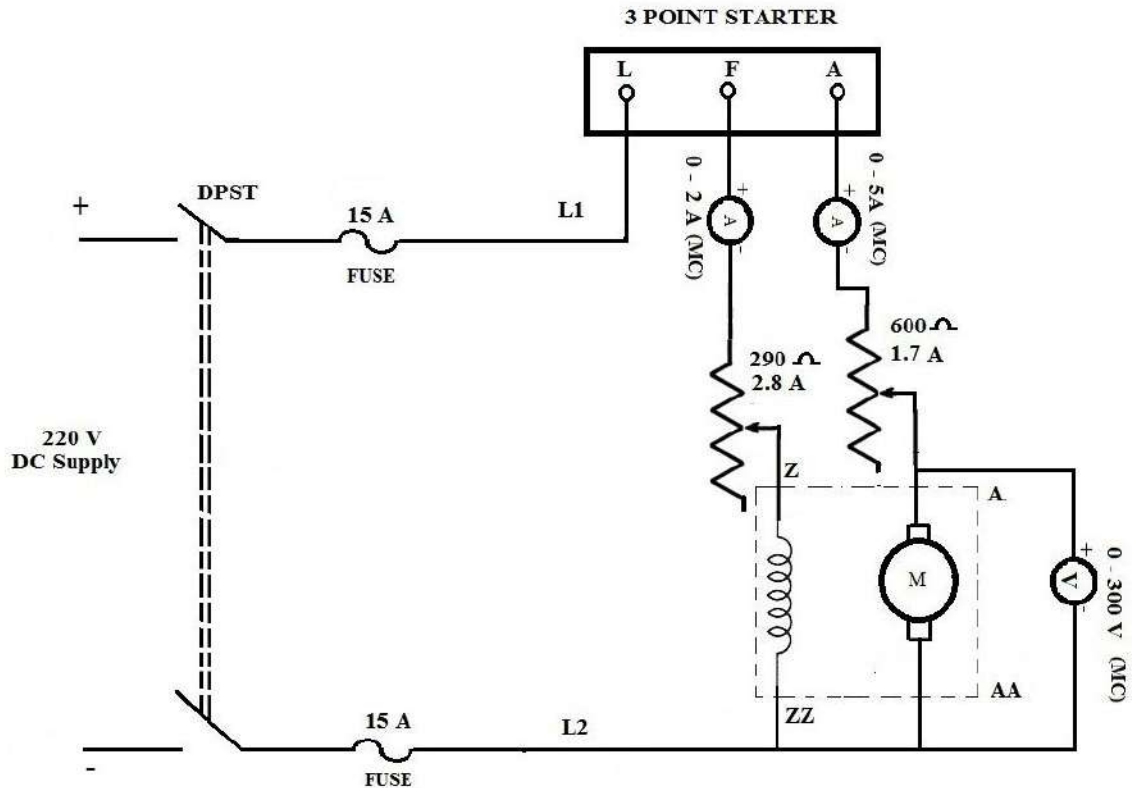 3 POINT STARTER
L F A
DPST
+
15 A
FUSE
L1
0 - 2 A (MC)
+
A
-
0 - 5A (MC)
+
A
-
290 Ω
2.8 A
600 Ω
1.7 A
220 V
DC Supply
Z
A
M
+
V
-
0 - 300 V (MC)
ZZ
AA
15 A
FUSE
L2
-